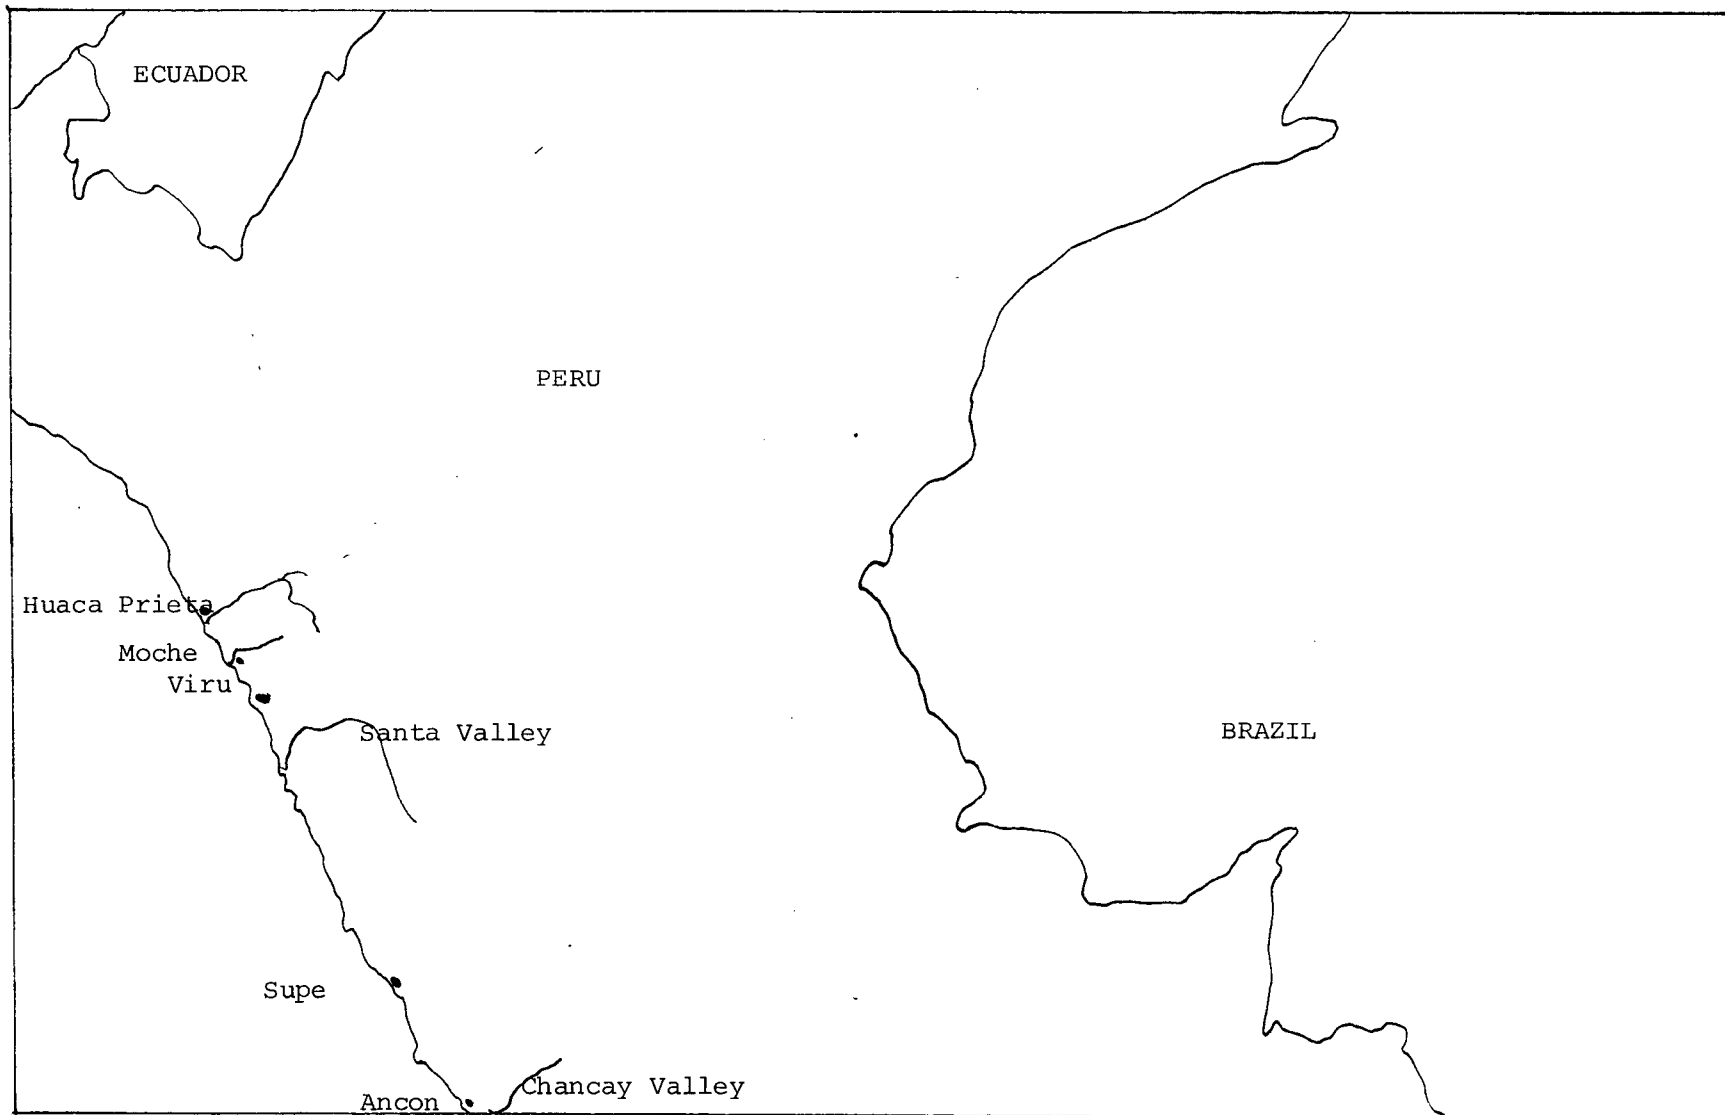 ECUADOR
PERU
Huaca Prieta
Moche
Viru
Santa Valley
BRAZIL
Supe
Chancay Valley
Ancon